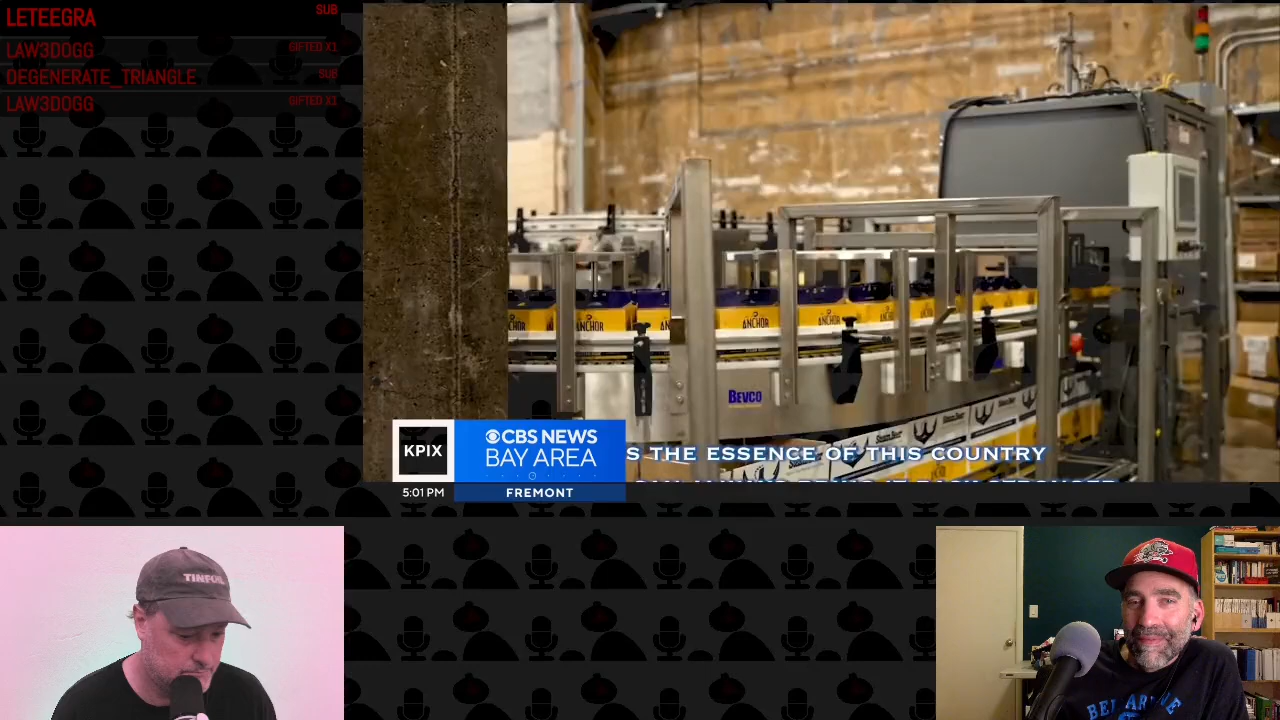 LETEEGRA
SUB
LAW3DOGG
GIFTED X1
DEGENERATE_TRIANGLE
SUB
LAW3DOGG
GIFTED X1
ANCHOR
ANCHOR
ANCHOR
ANCHOR
BEVCO
KPIX
CBS NEWS
BAY AREA
S THE ESSENCE OF THIS COUNTRY
5:01 PM
FREMONT